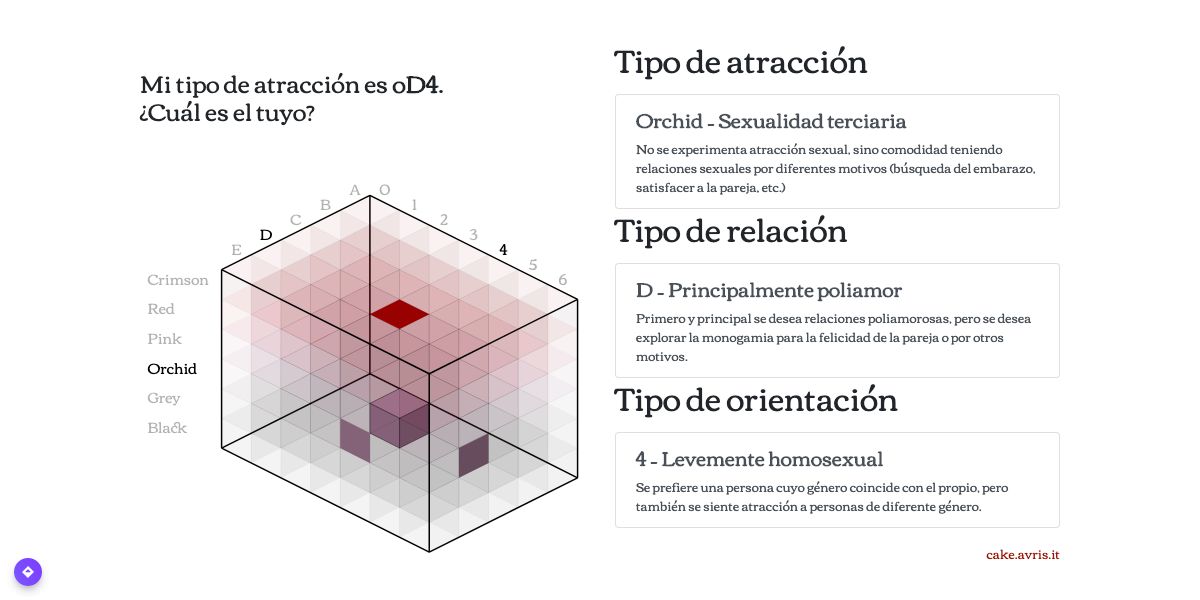 Mi tipo de atracción es oD4.
¿Cuál es el tuyo?
A
B
C
D
E
0
1
2
3
4
5
6
Crimson
Red
Pink
Orchid
Grey
Black
Tipo de atracción
Orchid - Sexualidad terciaria
No se experimenta atracción sexual, sino comodidad teniendo
relaciones sexuales por diferentes motivos (búsqueda del embarazo,
satisfacer a la pareja, etc.)
Tipo de relación
D - Principalmente poliamor
Primero y principal se desea relaciones poliamorosas, pero se desea
explorar la monogamia para la felicidad de la pareja o por otros
motivos.
Tipo de orientación
4 - Levemente homosexual
Se prefiere una persona cuyo género coincide con el propio, pero
también se siente atracción a personas de diferente género.
cake.avris.it